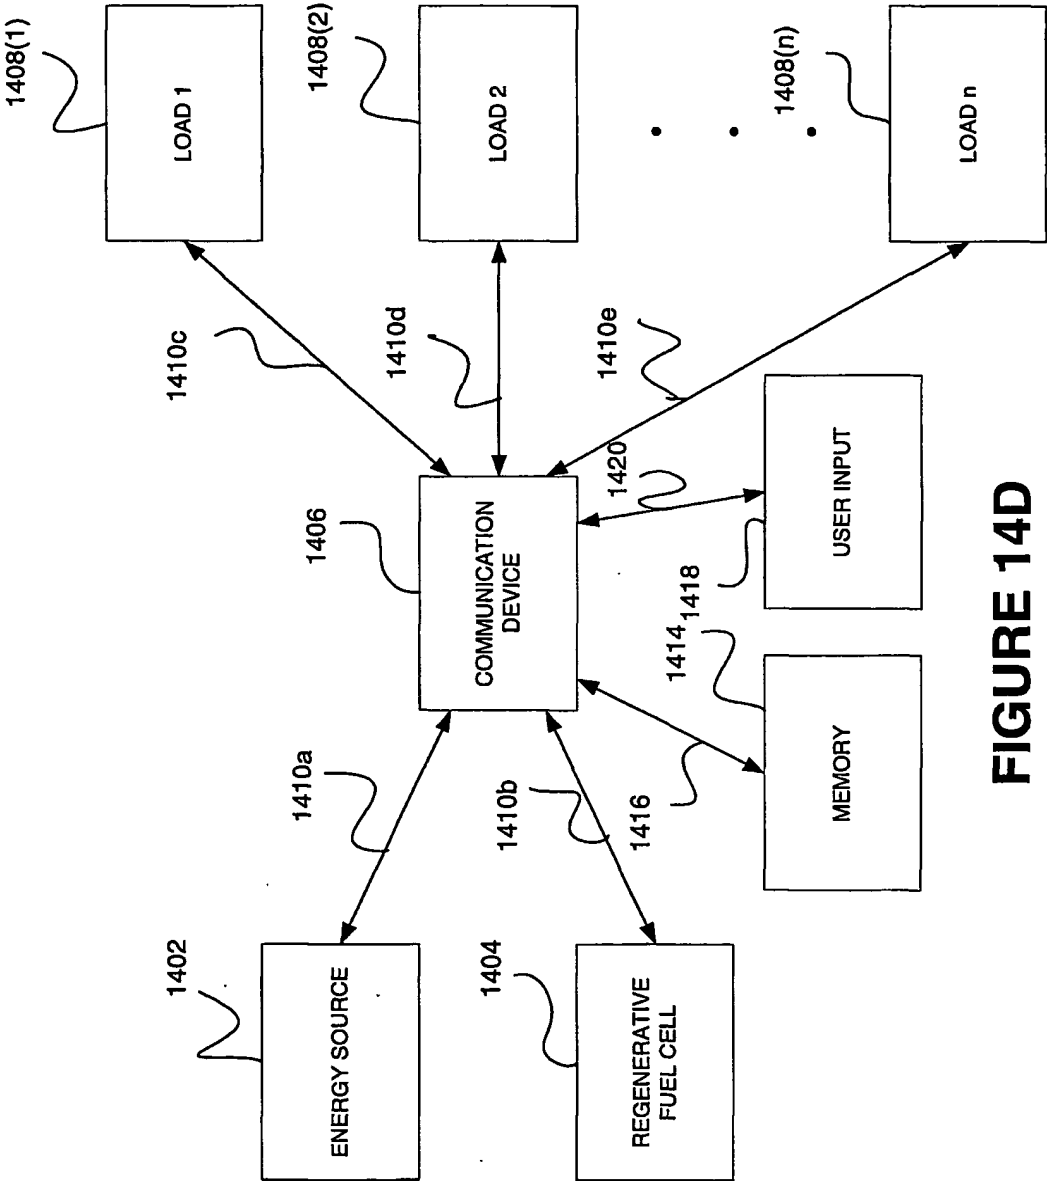 1402
ENERGY SOURCE
1410a
1406
COMMUNICATION
DEVICE
1410c
1408(1)
LOAD 1
1410d
1408(2)
LOAD 2
1404
REGENERATIVE
FUEL CELL
1410b
1410e
1408(n)
LOAD n
1416
1414
MEMORY
1418
1420
USER INPUT
FIGURE 14D